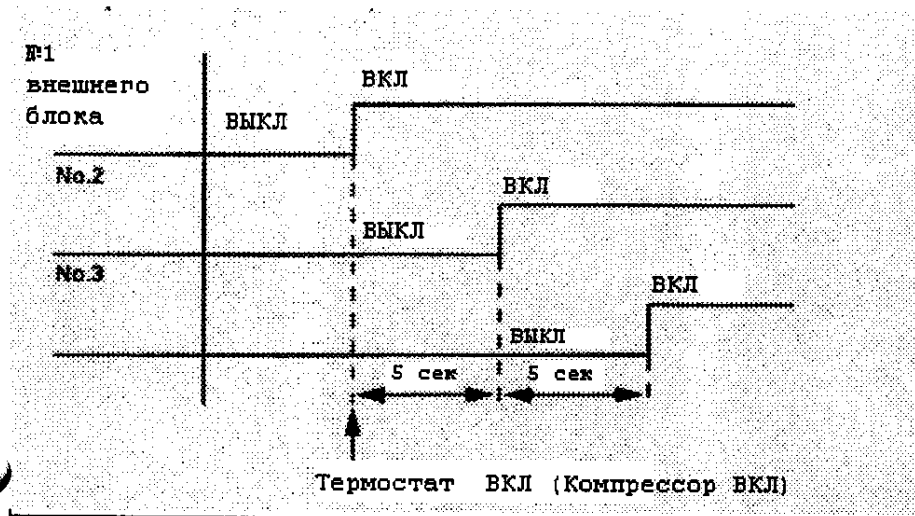 №1
внешнего
блока
ВЫКЛ
ВКЛ
No.2
ВЫКЛ
ВКЛ
No.3
ВЫКЛ
ВКЛ
5 сек
5 сек
Термостат ВКЛ (Компрессор ВКЛ)